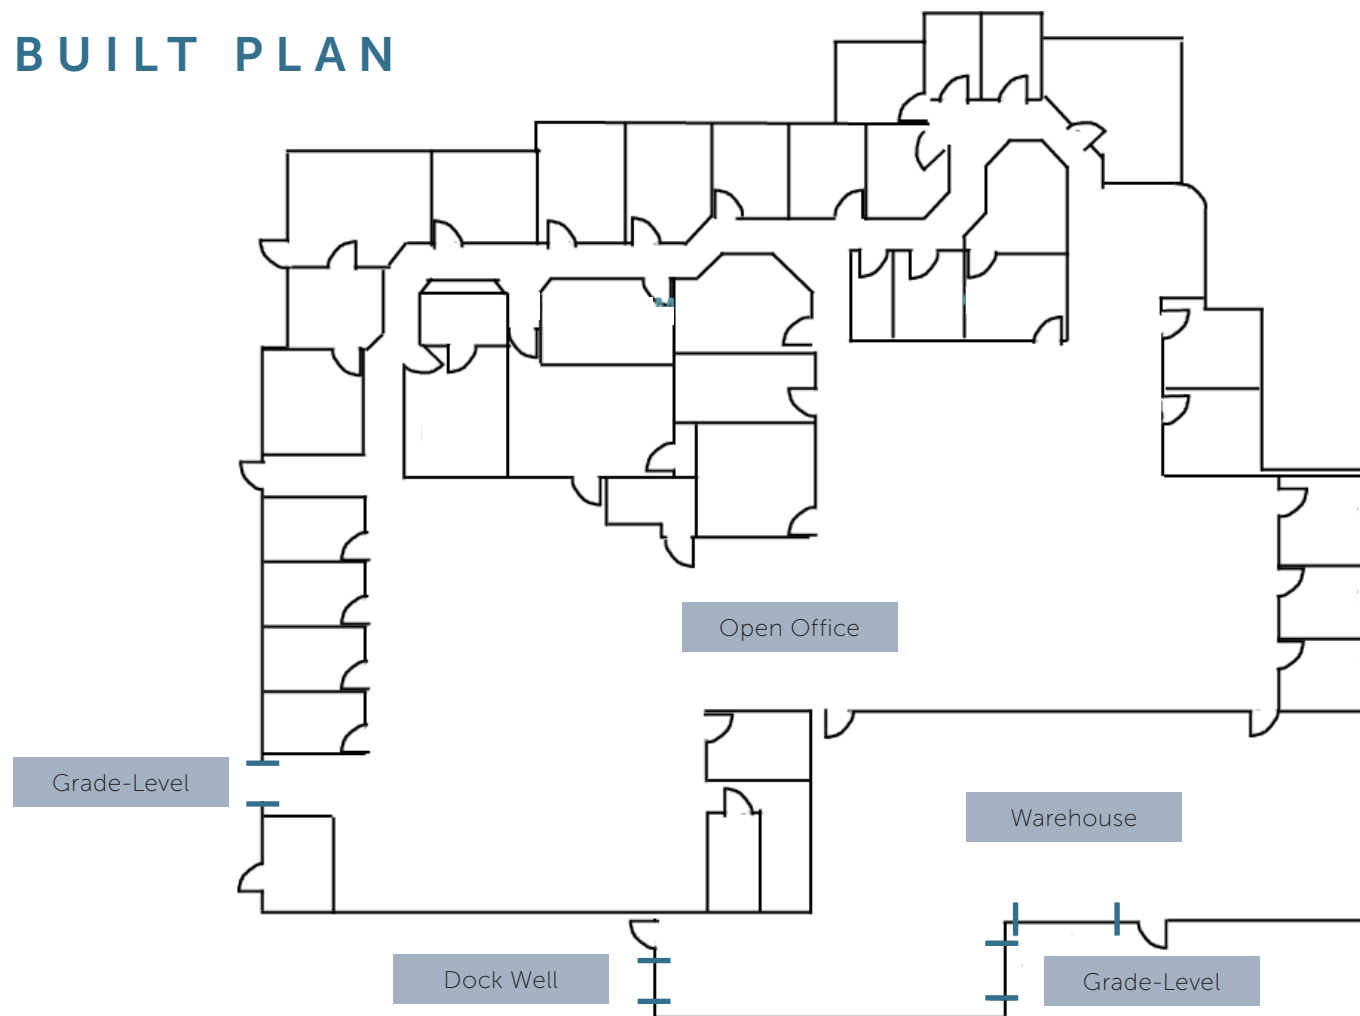 BUILT PLAN
Open Office
Grade-Level
Warehouse
Dock Well
Grade-Level